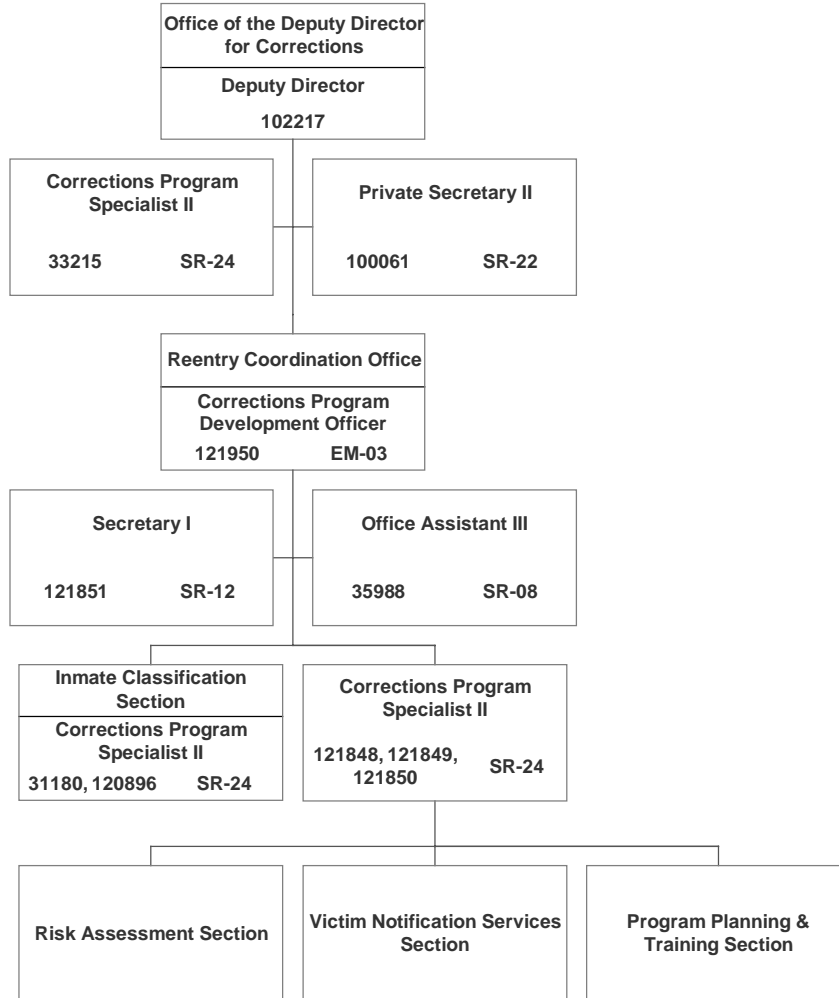 Office of the Deputy Director
for Corrections
Deputy Director
102217
Corrections Program
Specialist II
33215 SR-24
Private Secretary II
100061 SR-22
Reentry Coordination Office
Corrections Program
Development Officer
121950 EM-03
Secretary I
121851 SR-12
Office Assistant III
35988 SR-08
Inmate Classification
Section
Corrections Program
Specialist II
31180, 120896 SR-24
Corrections Program
Specialist II
121848, 121849,
121850
SR-24
Risk Assessment Section
Victim Notification Services
Section
Program Planning &
Training Section